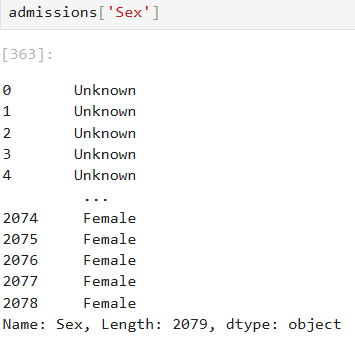 admissions['Sex']
[363]:
0 Unknown
1 Unknown
2 Unknown
3 Unknown
4 Unknown
...
2074 Female
2075 Female
2076 Female
2077 Female
2078 Female
Name: Sex, Length: 2079, dtype: object